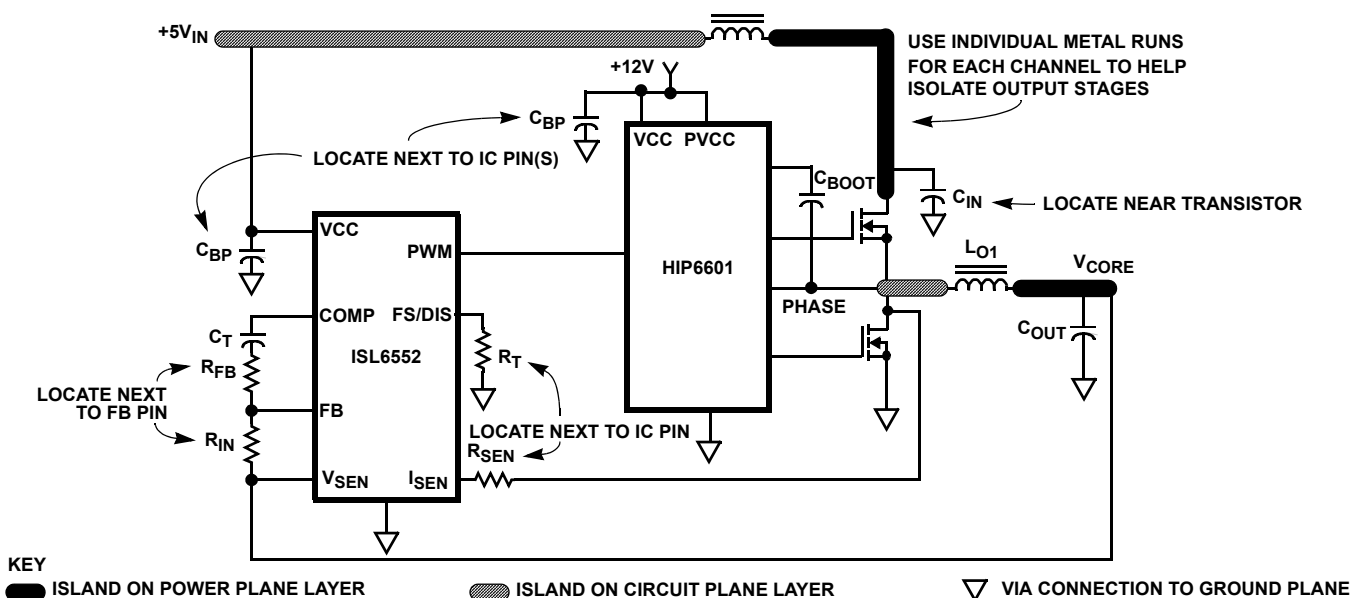 +5VIN
USE INDIVIDUAL METAL RUNS
FOR EACH CHANNEL TO HELP
ISOLATE OUTPUT STAGES
+12V
CBP
VCC PVCC
LOCATE NEXT TO IC PIN(S)
CBOOT
CIN
LOCATE NEAR TRANSISTOR
CBP
VCC
PWM
HIP6601
LO1
VCORE
PHASE
COMP
FS/DIS
COUT
CT
RFB
ISL6552
RT
LOCATE NEXT
TO FB PIN
FB
RIN
LOCATE NEXT TO IC PIN
RSEN
VSEN
ISEN
KEY
ISLAND ON POWER PLANE LAYER
ISLAND ON CIRCUIT PLANE LAYER
VIA CONNECTION TO GROUND PLANE